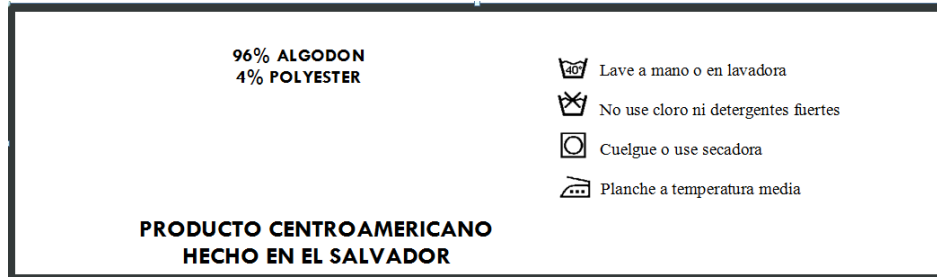 96% ALGODON
4% POLYESTER
PRODUCTO CENTROAMERICANO
HECHO EN EL SALVADOR
40° Lave a mano o en lavadora
No use cloro ni detergentes fuertes
Cuelgue o use secadora
Planche a temperatura media